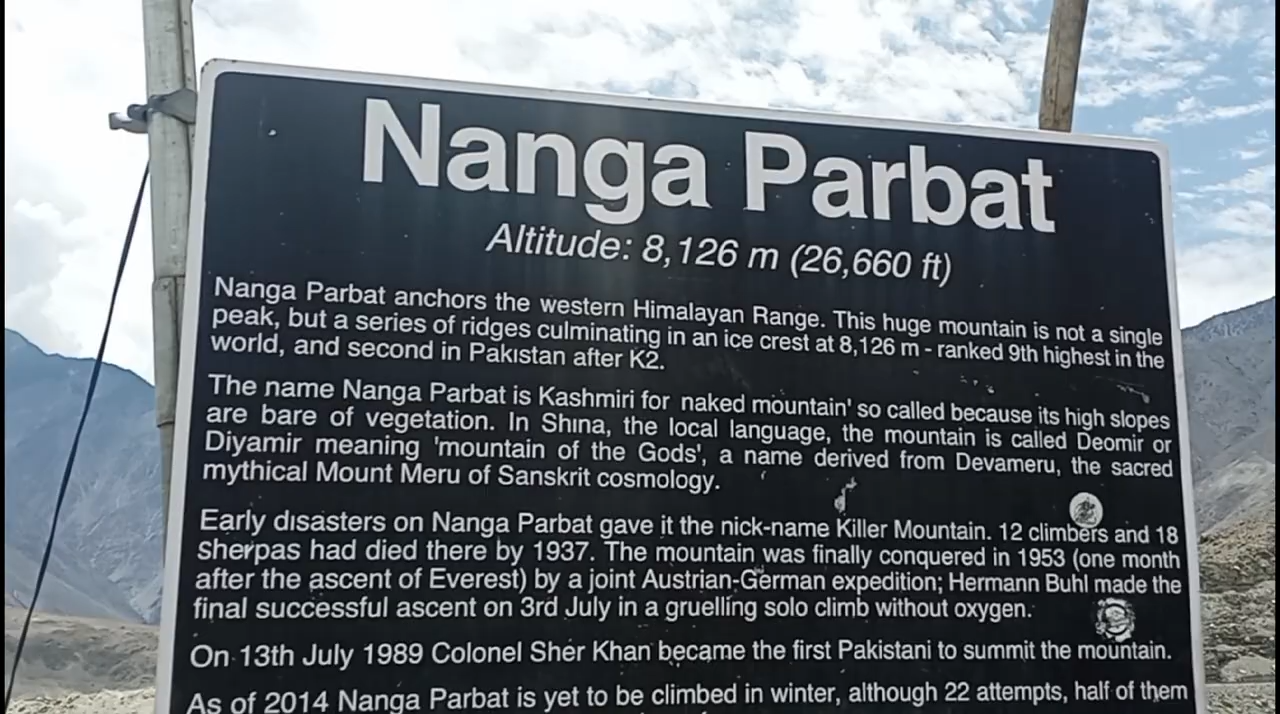 Nanga Parbat
Altitude: 8,126 m (26,660 ft)
Nanga Parbat anchors the western Himalayan Range. This huge mountain is not a single
peak, but a series of ridges culminating in an ice crest at 8,126 m - ranked 9th highest in the
world, and second in Pakistan after K2.
The name Nanga Parbat is Kashmiri for naked mountain' so called because its high slopes
are bare of vegetation. In Shina, the local language, the mountain is called Deomir or
Diyamir meaning 'mountain of the Gods', a name derived from Devameru, the sacred
mythical Mount Meru of Sanskrit cosmology.
Early disasters on Nanga Parbat gave it the nick-name Killer Mountain. 12 climbers and 18
sherpas had died there by 1937. The mountain was finally conquered in 1953 (one month
after the ascent of Everest) by a joint Austrian-German expedition; Hermann Buhl made the
final successful ascent on 3rd July in a gruelling solo climb without oxygen.
On 13th July 1989 Colonel Sher Khan became the first Pakistani to summit the mountain.
As of 2014 Nanga Parbat is yet to be climbed in winter, although 22 attempts, half of them